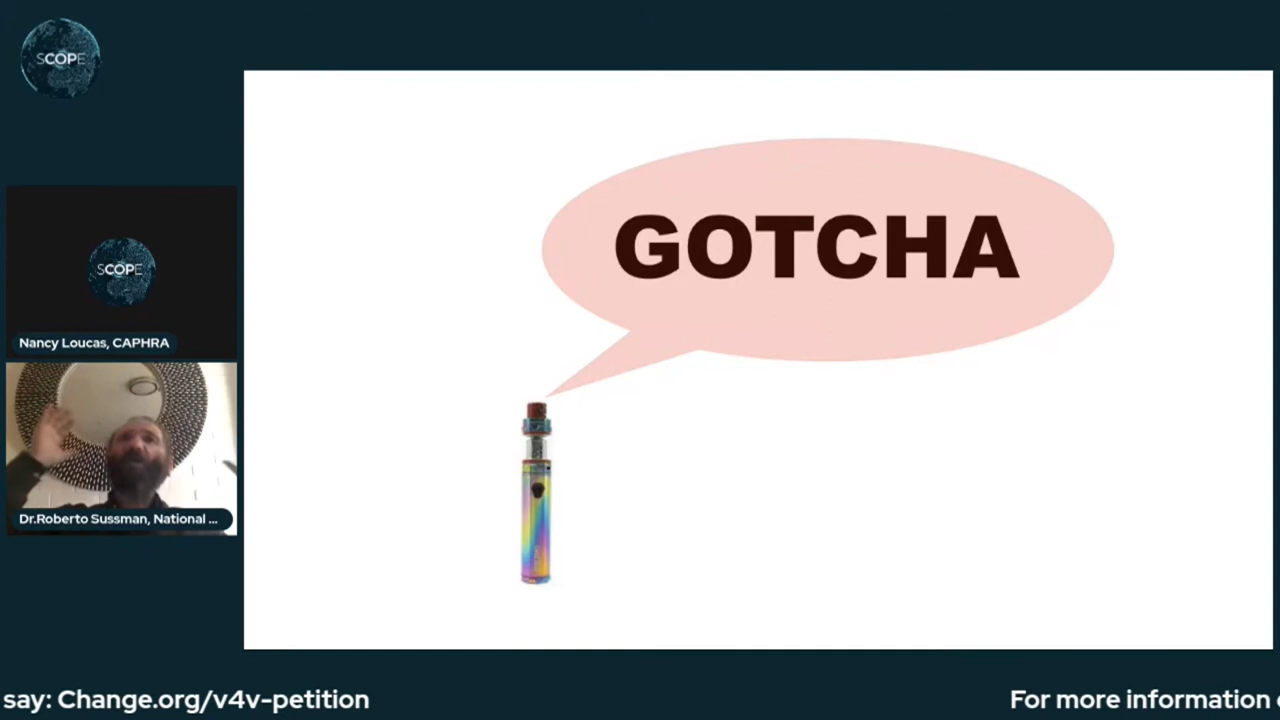 SCOPE
GOTCHA
SCOPE
Nancy Loucas, CAPHRA
Dr.Roberto Sussman, National ...
say: Change.org/v4v-petition
For more information